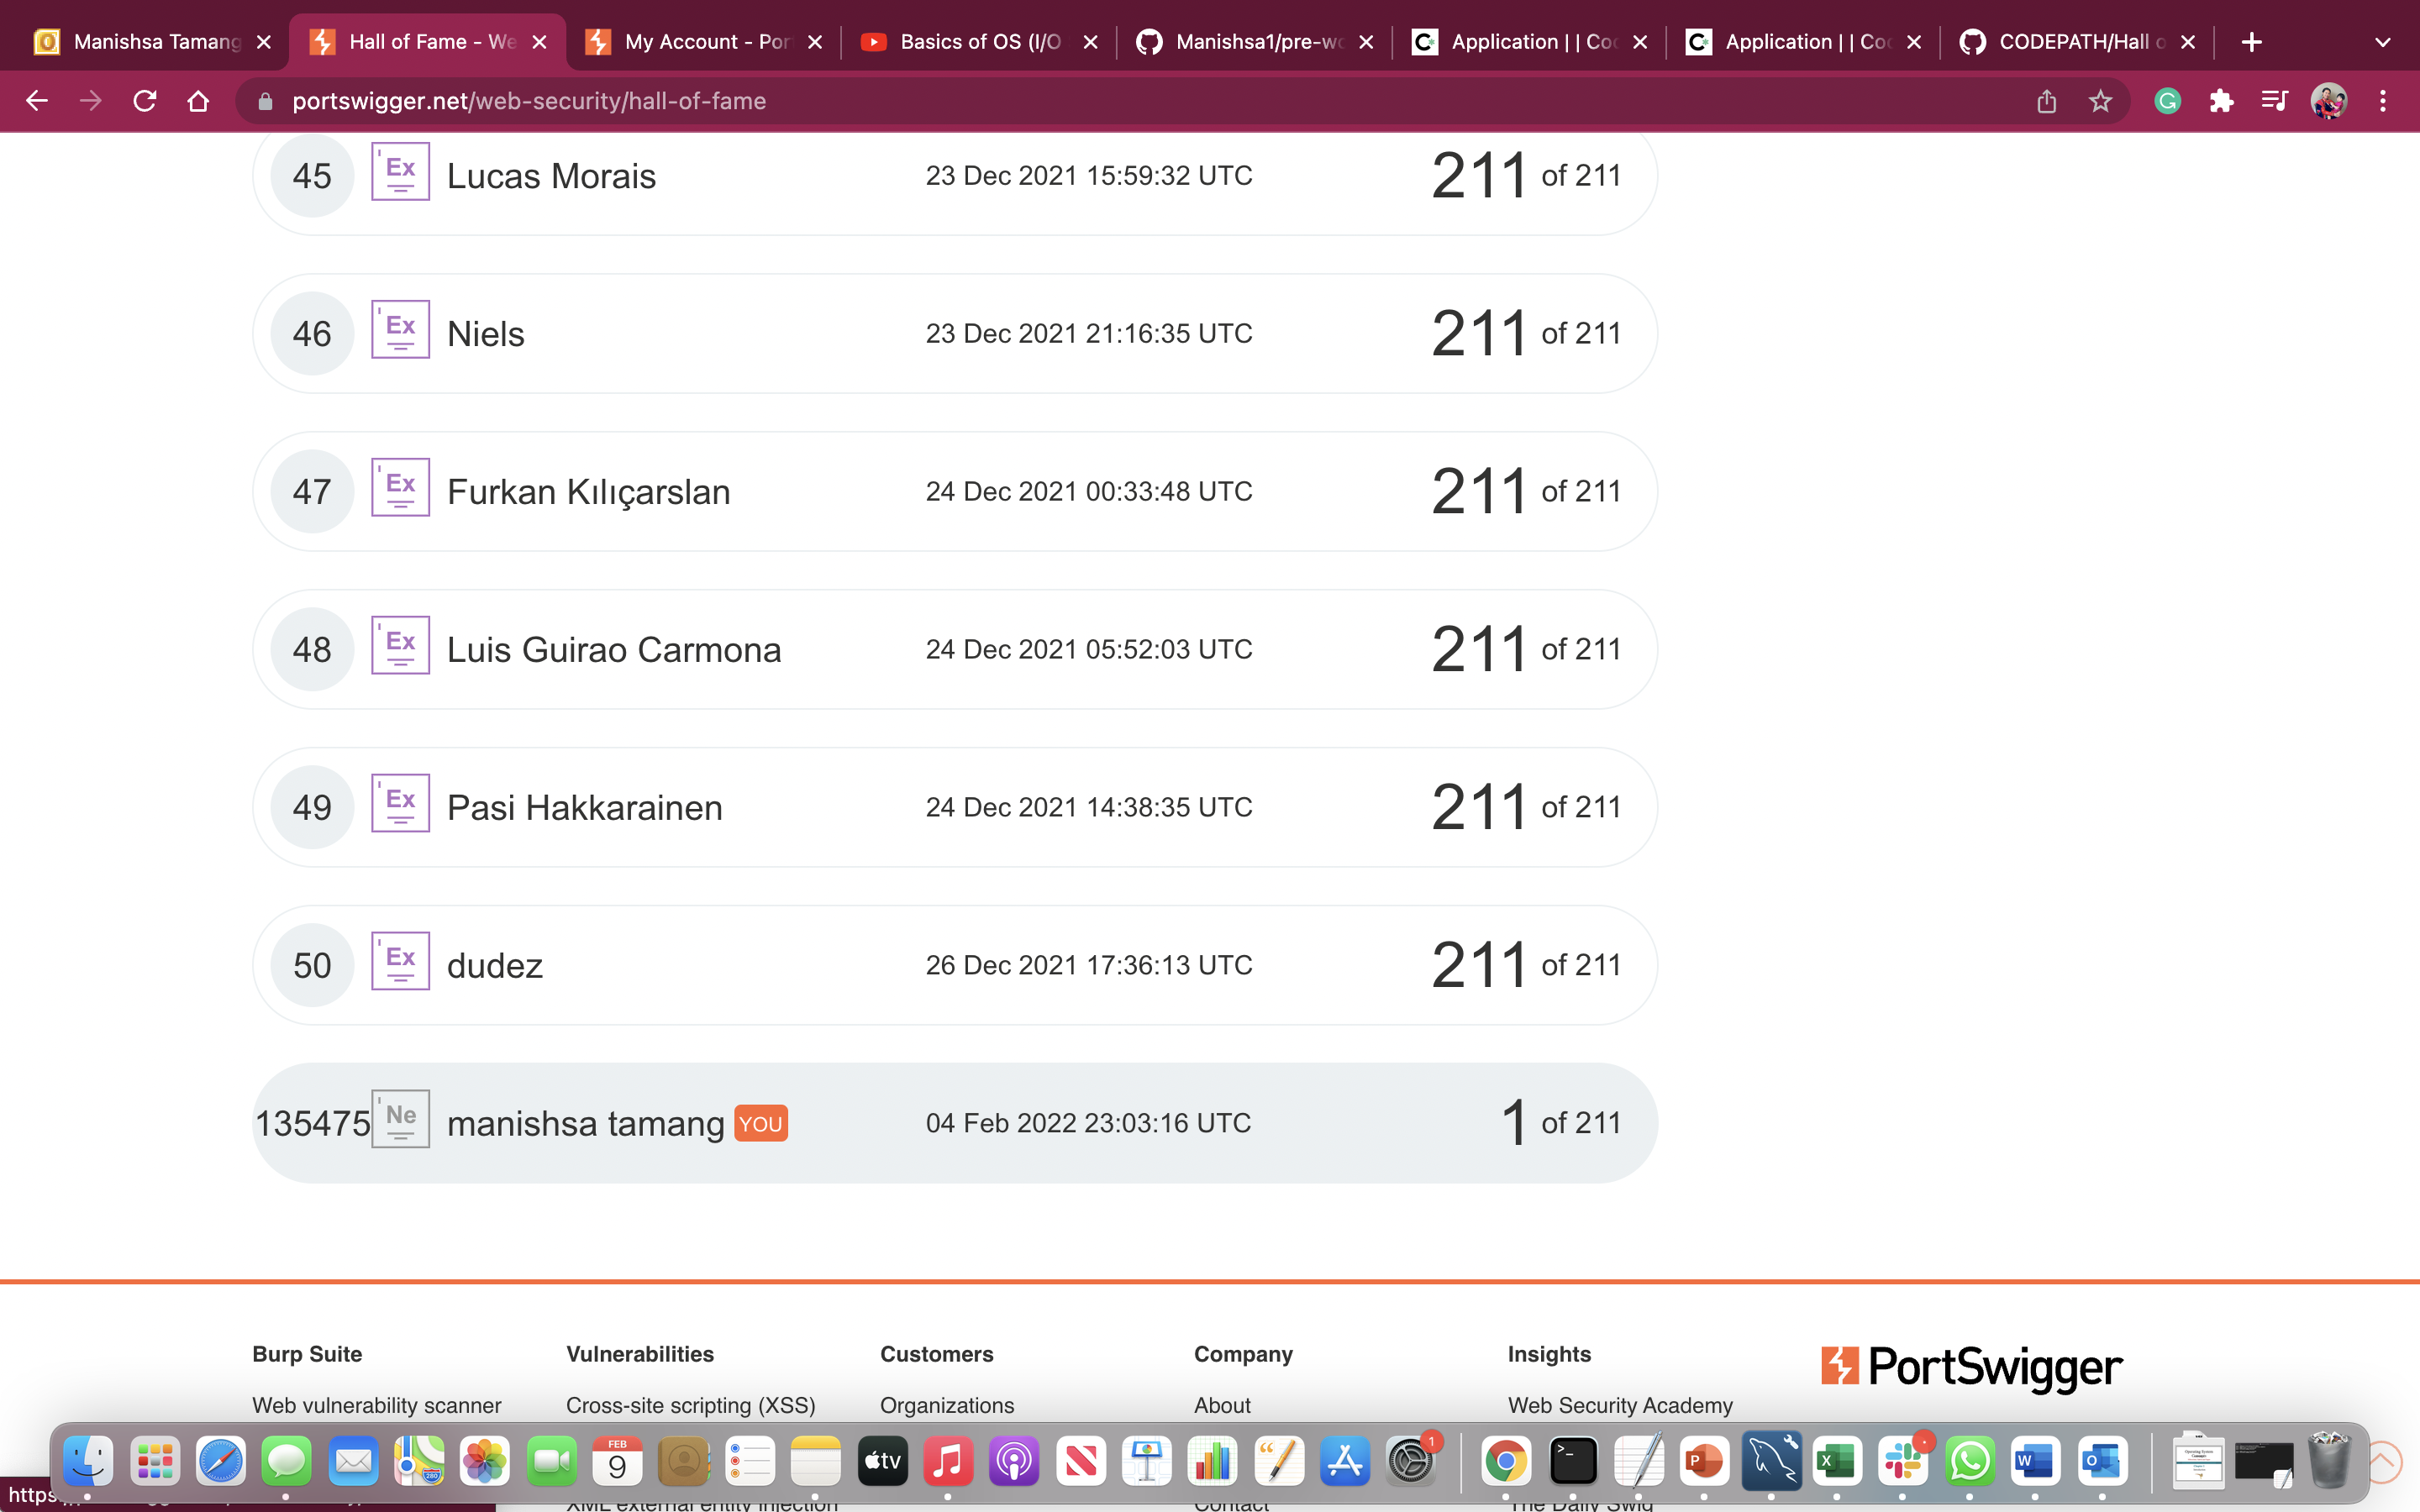 Manishsa Tamang
Hall of Fame - We
My Account - Por
Basics of OS (I/O
Manishsa1/pre-wo
Application | | Coc
Application | | Coc
CODEPATH/Hall o
portswigger.net/web-security/hall-of-fame
45 Ex Lucas Morais 23 Dec 2021 15:59:32 UTC 211 of 211
46 Ex Niels 23 Dec 2021 21:16:35 UTC 211 of 211
47 Ex Furkan Kılıçarslan 24 Dec 2021 00:33:48 UTC 211 of 211
48 Ex Luis Guirao Carmona 24 Dec 2021 05:52:03 UTC 211 of 211
49 Ex Pasi Hakkarainen 24 Dec 2021 14:38:35 UTC 211 of 211
50 Ex dudez 26 Dec 2021 17:36:13 UTC 211 of 211
135475 Ne manishsa tamang YOU 04 Feb 2022 23:03:16 UTC 1 of 211
Burp Suite Vulnerabilities Customers Company Insights PortSwigger
Web vulnerability scanner Cross-site scripting (XSS) Organizations About Web Security Academy
FEB
9
tv
1
XML external entity injection Contact The Daily Swig
https:/